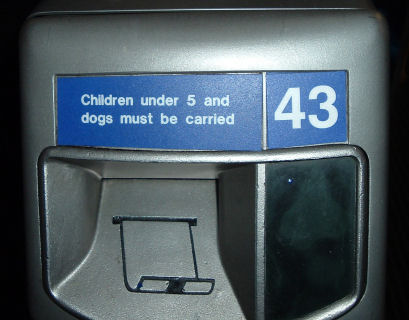 Children under 5 and
dogs must be carried
43